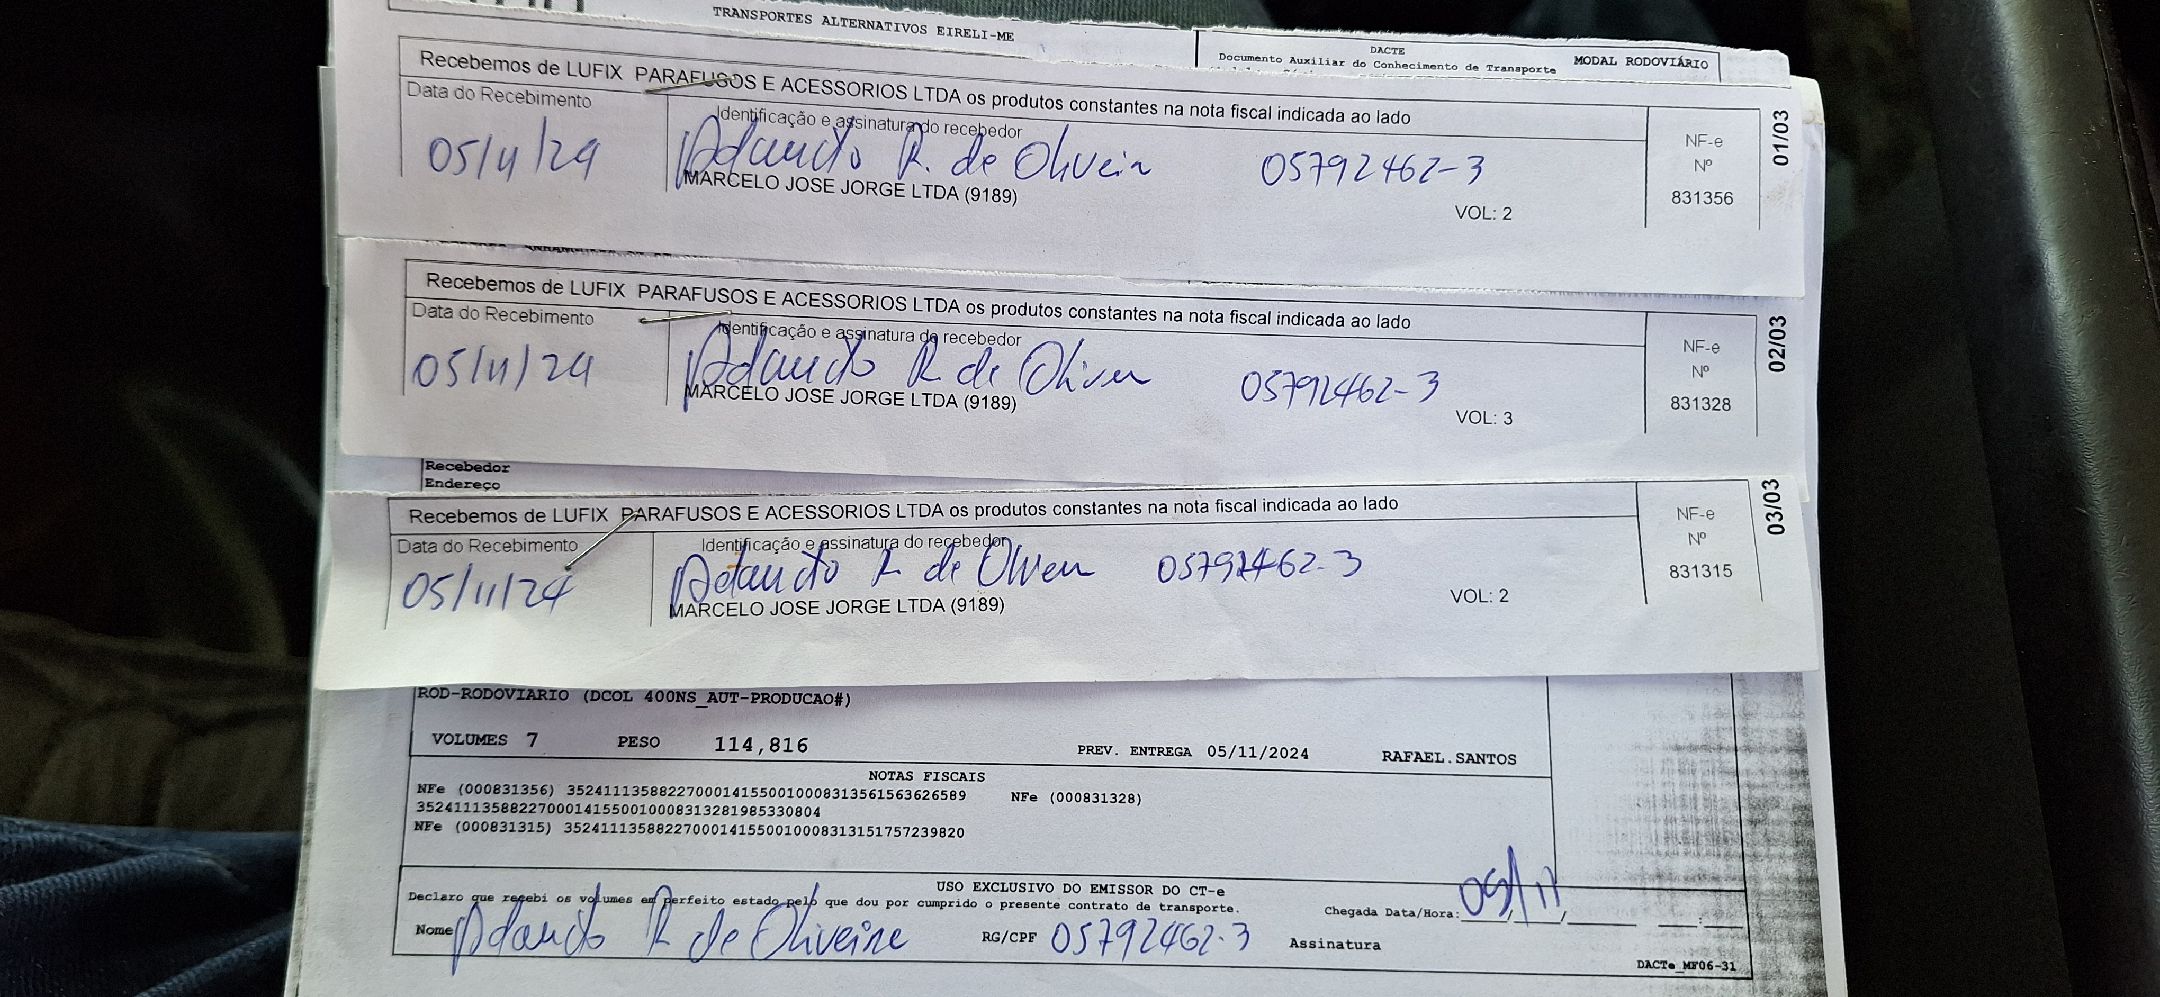 TRANSPORTES ALTERNATIVOS EIRELI-ME
DACTE
Documento Auxiliar do Conhecimento de Transporte
MODAL RODOVIÁRIO
Recebemos de LUFIX PARAFUSOS E ACESSORIOS LTDA os produtos constantes na nota fiscal indicada ao lado
Data do Recebimento
Identificação e assinatura do recebedor
05/11/24
R. de Oliveir 05792462-3
MARCELO JOSE JORGE LTDA (9189)
VOL: 2
NF-e
Nº
831356
01/03
Recebemos de LUFIX PARAFUSOS E ACESSORIOS LTDA os produtos constantes na nota fiscal indicada ao lado
Data do Recebimento
Identificação e assinatura do recebedor
05/11/24
R de 05792462-3
MARCELO JOSE JORGE LTDA (9189)
VOL: 3
NF-e
Nº
831328
02/03
Recebedor
Endereço
Recebemos de LUFIX PARAFUSOS E ACESSORIOS LTDA os produtos constantes na nota fiscal indicada ao lado
Data do Recebimento
Identificação e assinatura do recebedor
05/11/24
R de 05792462-3
MARCELO JOSE JORGE LTDA (9189)
VOL: 2
NF-e
Nº
831315
03/03
ROD-RODOVIARIO (DCOL 400NS_AUT-PRODUCAO#)
VOLUMES 7 PESO 114,816 PREV. ENTREGA 05/11/2024 RAFAEL.SANTOS
NOTAS FISCAIS
NFe (000831356) 35241113588227000141550010008313561563626589 NFe (000831328)
35241113588227000141550010008313281985330804
NFe (000831315) 35241113588227000141550010008313151757239820
USO EXCLUSIVO DO EMISSOR DO CT-e
Declaro que recebi os volumes em perfeito estado pelo que dou por cumprido o presente contrato de transporte.
Chegada Data/Hora: 05/11
Nome R de RG/CPF 05792462-3 Assinatura
DACTe_MF06-31